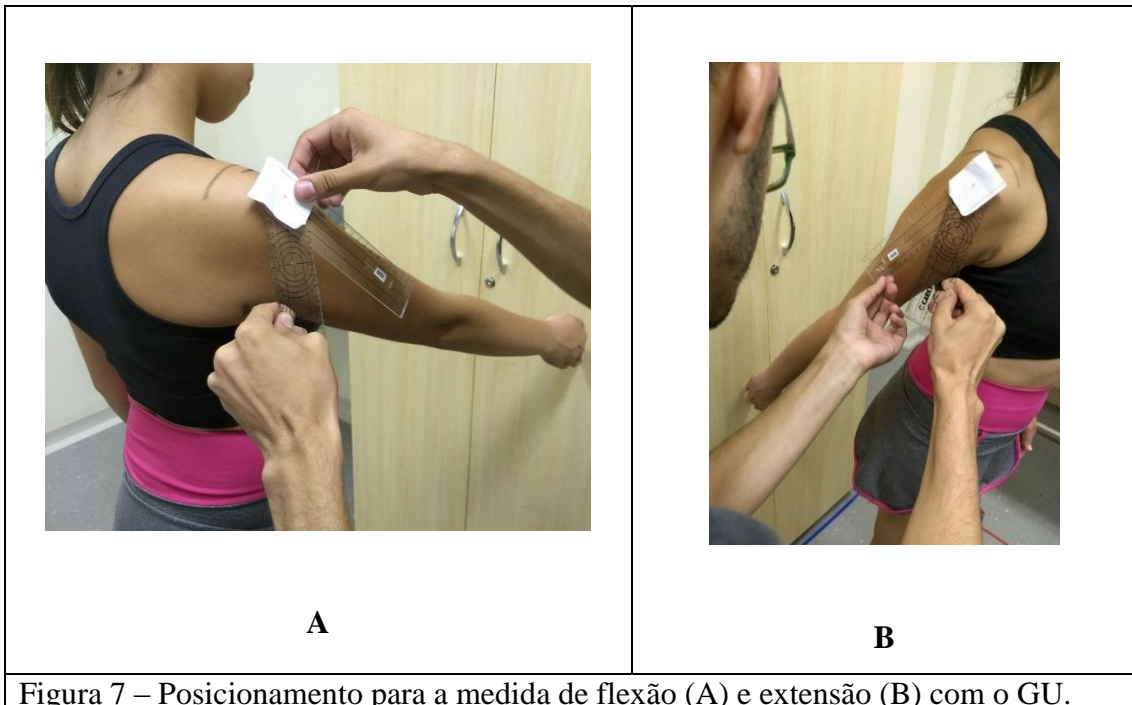 A
B
Figura 7 – Posicionamento para a medida de flexão (A) e extensão (B) com o GU.